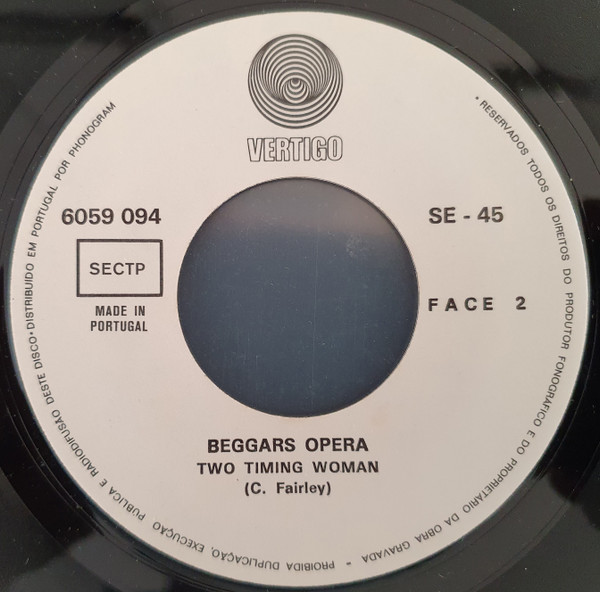 VERTIGO
6059 094
SE - 45
SECTP
MADE IN
PORTUGAL
FACE 2
BEGGARS OPERA
TWO TIMING WOMAN
(C. Fairley)
• RESERVADOS TODOS OS DIREITOS DO PRODUTOR FONOGRAFICO E DO PROPRIETARIO DA OBRA GRAVADA - PROIBIDA DUPLICAÇÃO, EXECUÇÃO PÚBLICA E RADIODIFUSÃO DESTE DISCO • DISTRIBUIDO EM PORTUGAL POR PHONOGRAM